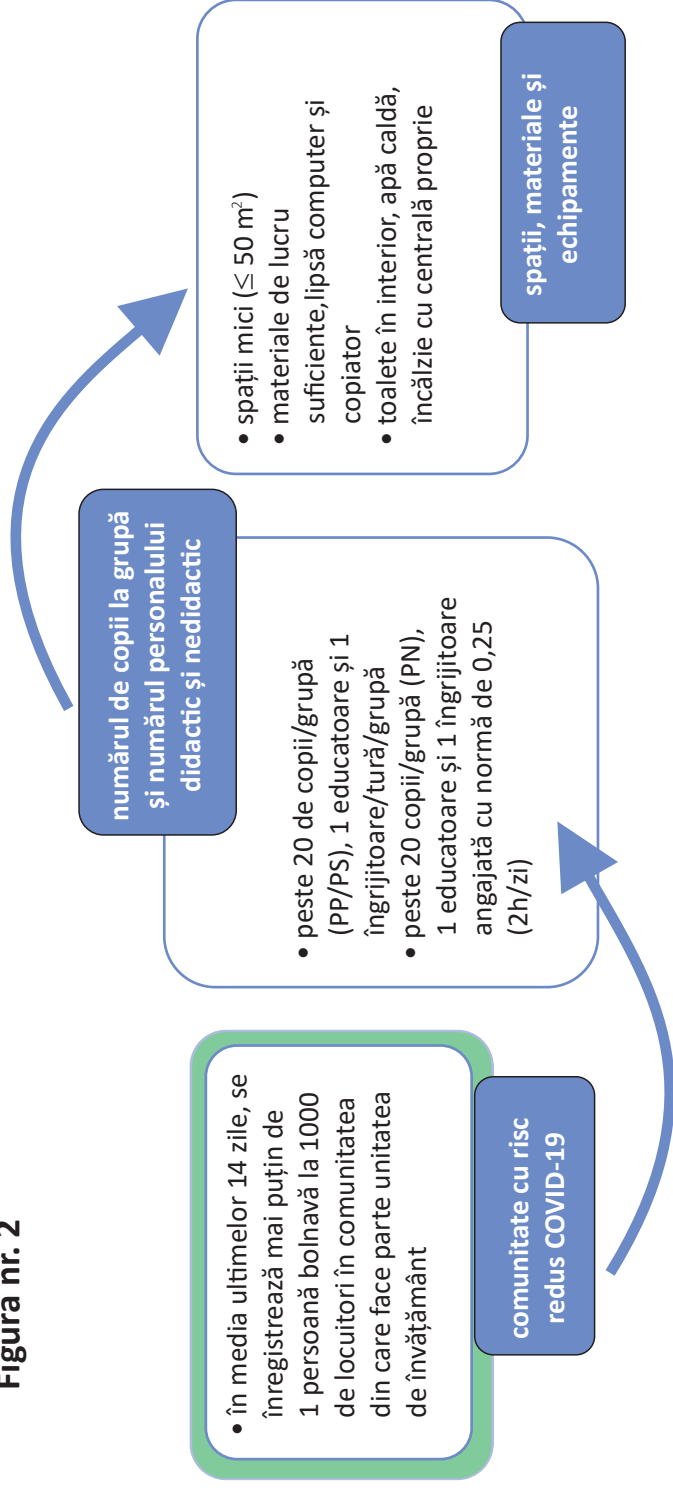 Figura nr. 2
• în media ultimelor 14 zile, se
înregistrează mai puțin de
1 persoană bolnavă la 1000
de locuitori în comunitatea
din care face parte unitatea
de învățământ
comunitate cu risc
redus COVID-19
numărul de copii la grupă
și numărul personalului
didactic și nedidactic
• peste 20 de copii/grupă
(PP/PS), 1 educatoare și 1
îngrijitoare/tură/grupă
• peste 20 copii/grupă (PN),
1 educatoare și 1 îngrijitoare
angajată cu normă de 0,25
(2h/zi)
• spații mici (≤ 50 m²)
• materiale de lucru
suficiente,lipsă computer și
copiator
• toalete în interior, apă caldă,
încălzie cu centrală proprie
spații, materiale și
echipamente